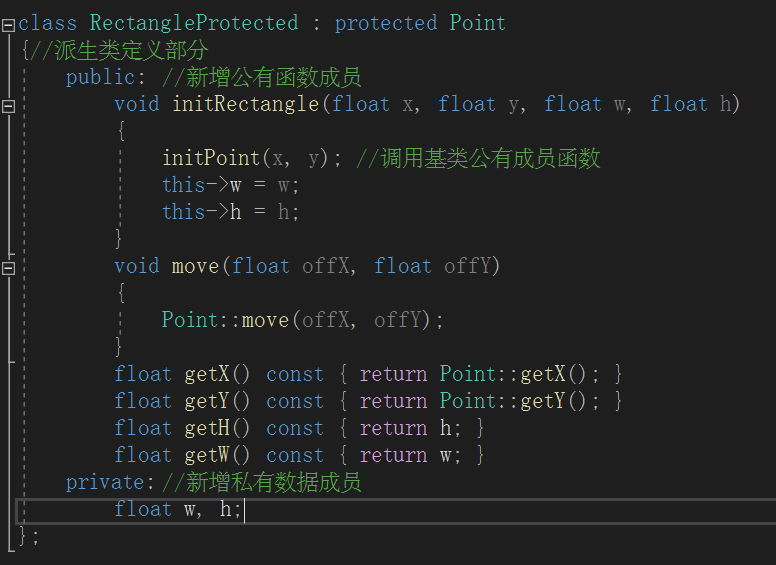 class RectangleProtected : protected Point
{//派生类定义部分
public: //新增公有函数成员
void initRectangle(float x, float y, float w, float h)
{
initPoint(x, y); //调用基类公有成员函数
this->w = w;
this->h = h;
}
void move(float offX, float offY)
{
Point::move(offX, offY);
}
float getX() const { return Point::getX(); }
float getY() const { return Point::getY(); }
float getH() const { return h; }
float getW() const { return w; }
private: //新增私有数据成员
float w, h;
};